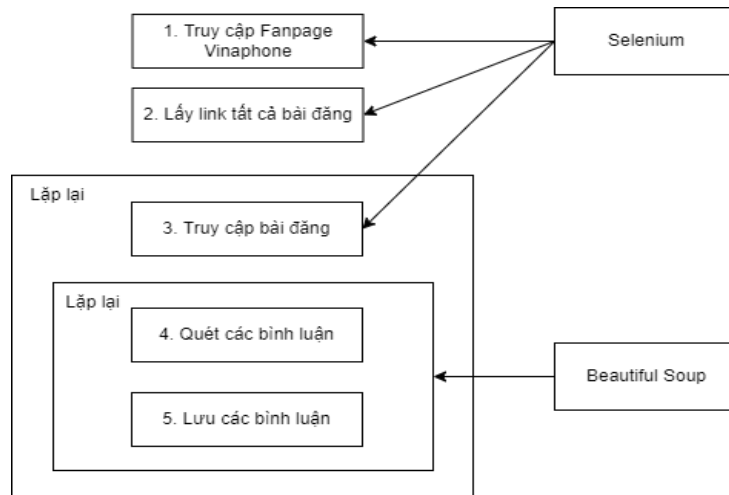 1. Truy cập Fanpage
Vinaphone
Selenium
2. Lấy link tất cả bài đăng
Lặp lại
3. Truy cập bài đăng
Lặp lại
4. Quét các bình luận
Beautiful Soup
5. Lưu các bình luận